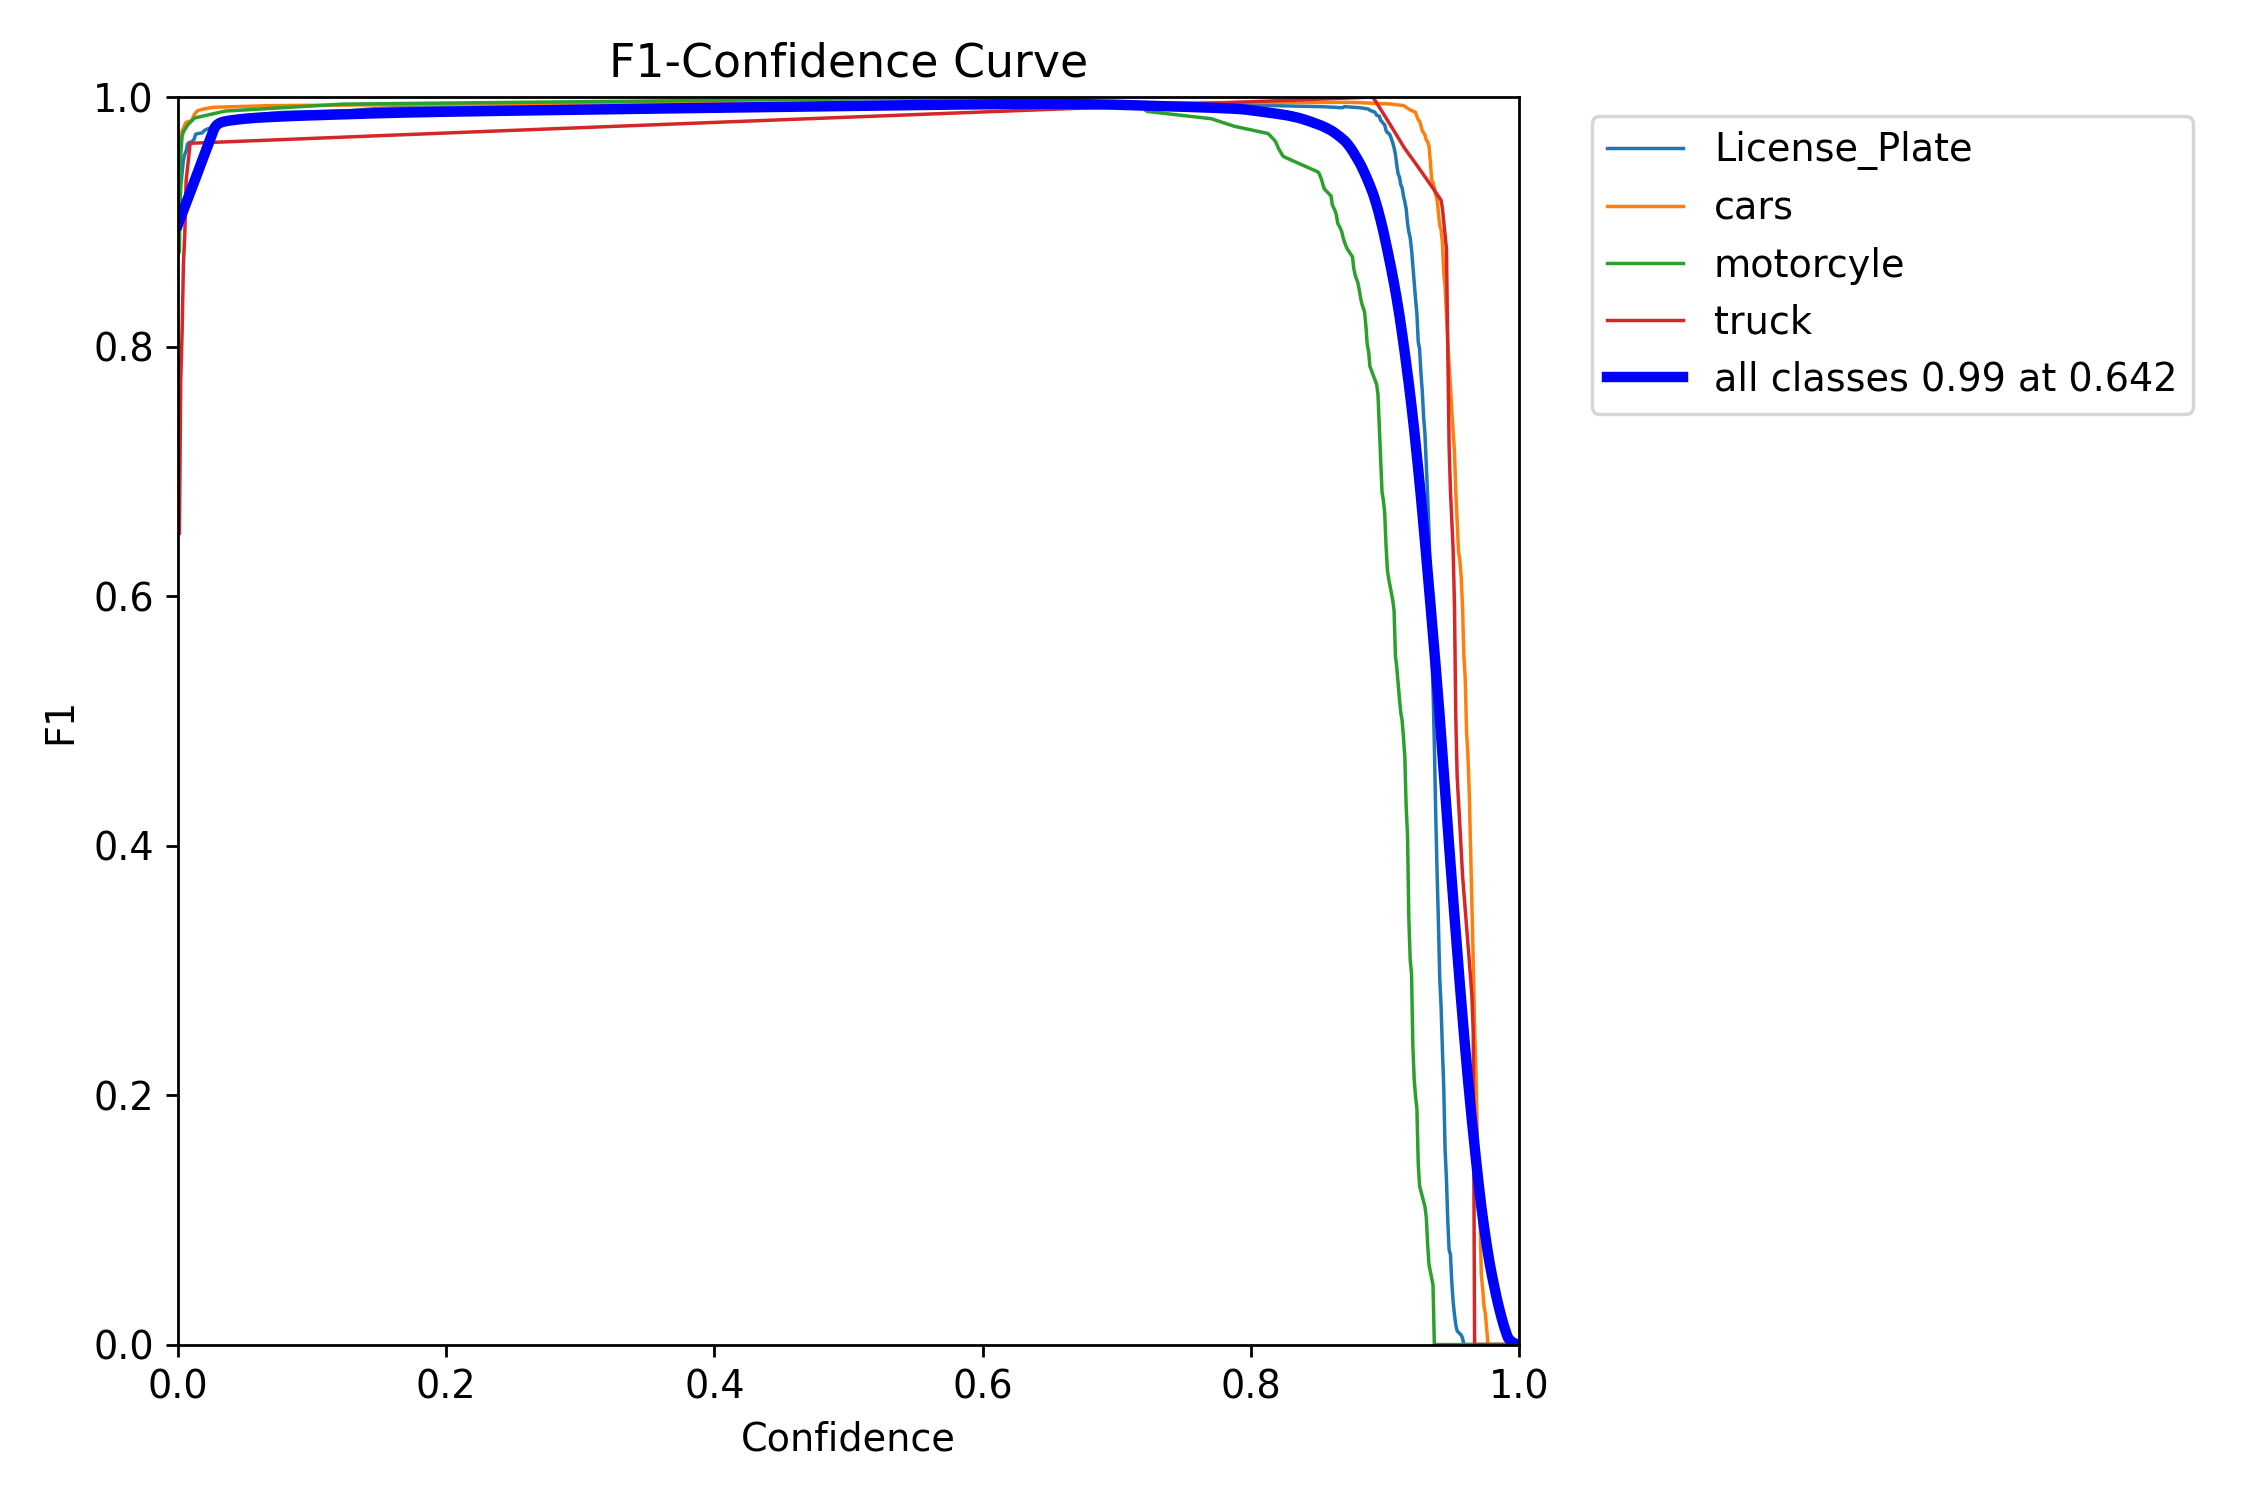 F1-Confidence Curve
1.0
0.8
0.6
0.4
0.2
0.0
F1
0.0 0.2 0.4 0.6 0.8 1.0
Confidence
License_Plate
cars
motorcyle
truck
all classes 0.99 at 0.642